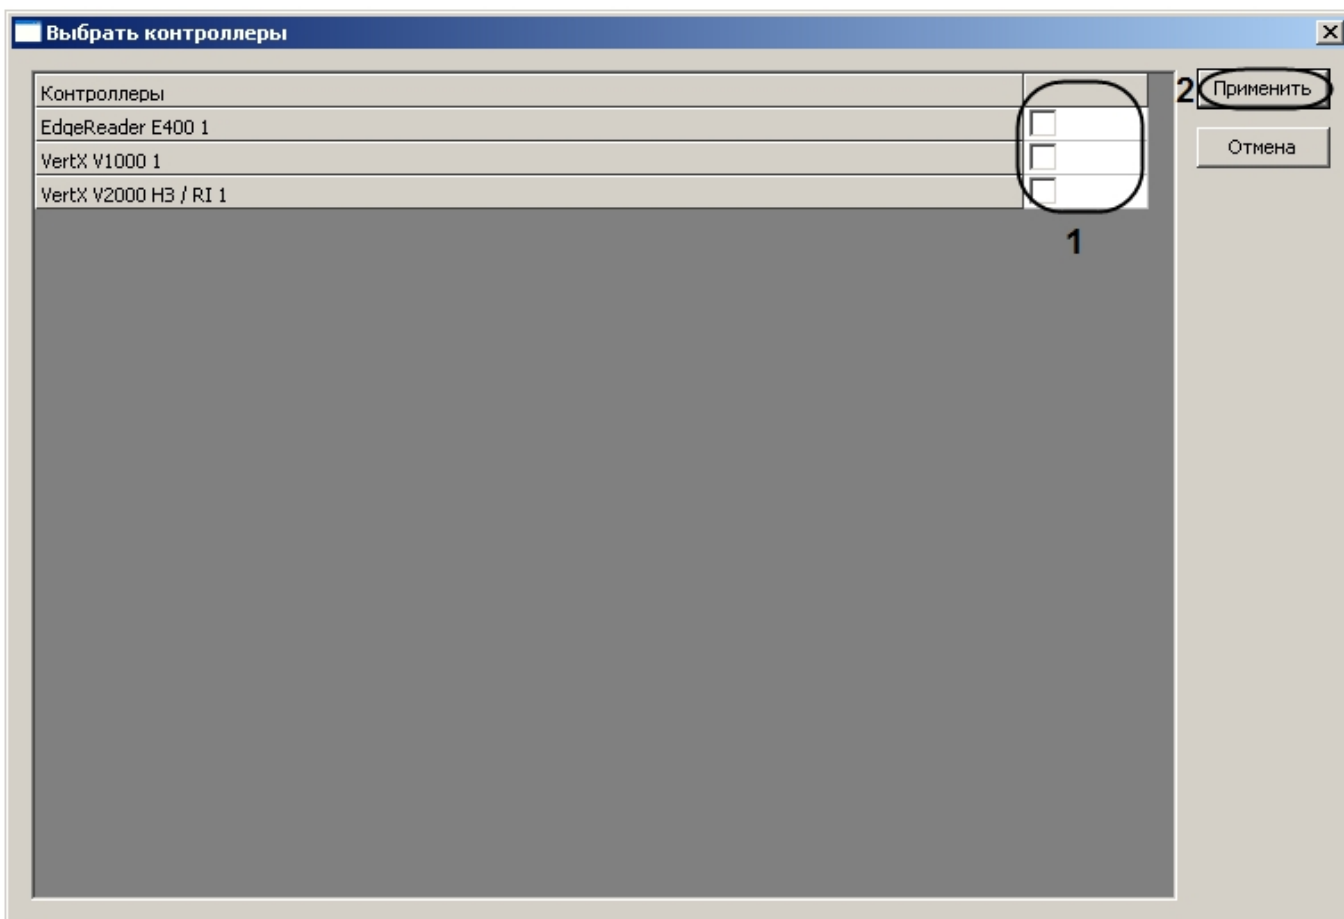 Выбрать контроллеры
Контроллеры
EdgeReader E400 1
VertX V1000 1
VertX V2000 H3 / RI 1
1
2
Применить
Отмена